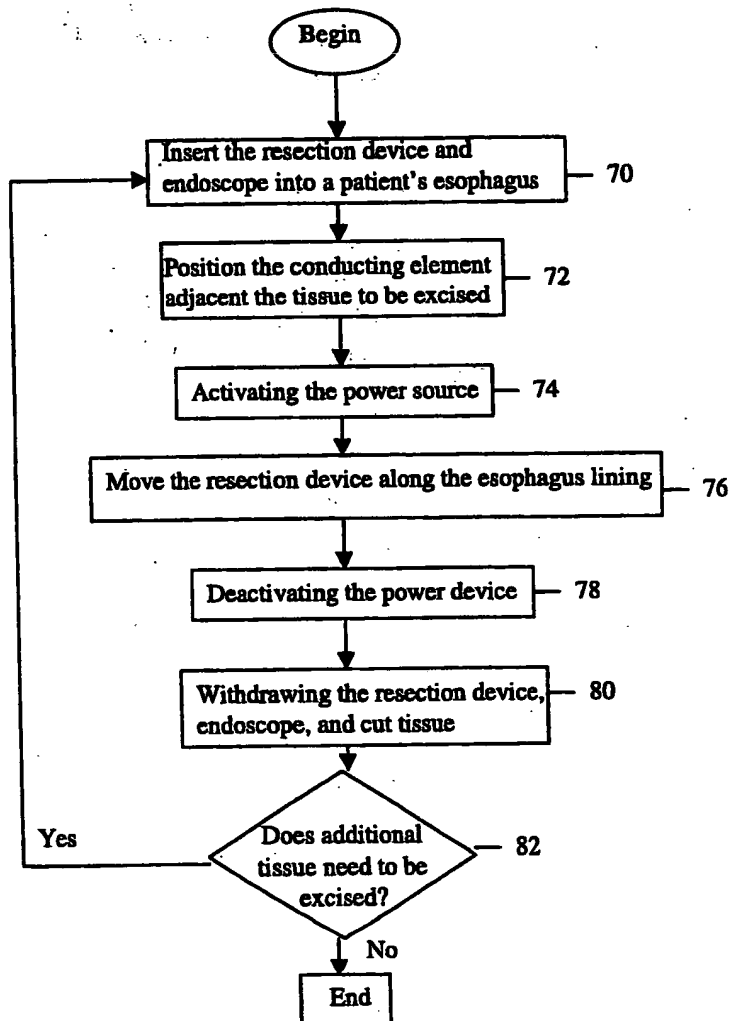 Begin
Insert the resection device and
endoscope into a patient's esophagus
70
Position the conducting element
adjacent the tissue to be excised
72
Activating the power source
74
Move the resection device along the esophagus lining
76
Deactivating the power device
78
Withdrawing the resection device,
endoscope, and cut tissue
80
Does additional
tissue need to be
excised?
82
Yes
No
End